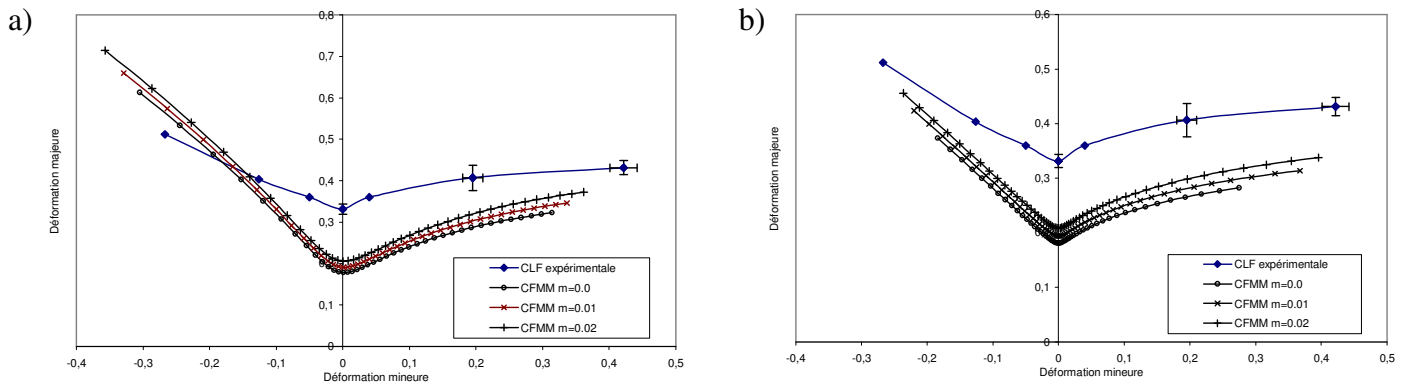 a)
0,8
0,7
0,6
0,5
0,4
0,3
0,2
0,1
0
-0,4 -0,3 -0,2 -0,1 0 0,1 0,2 0,3 0,4 0,5
Déformation mineure
Déformation majeure
CLF expérimentale
CFMM m=0.0
CFMM m=0.01
CFMM m=0.02
b)
0,6
0,5
0,4
0,3
0,2
0,1
0
-0,4 -0,3 -0,2 -0,1 0 0,1 0,2 0,3 0,4 0,5
Déformation mineure
Déformation majeure
CLF expérimentale
CFMM m=0.0
CFMM m=0.01
CFMM m=0.02